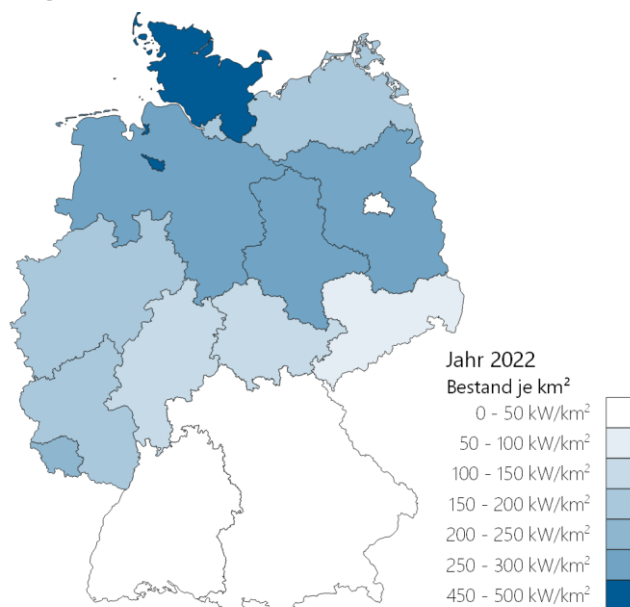 Jahr 2022
Bestand je km²
0 - 50 kW/km²
50 - 100 kW/km²
100 - 150 kW/km²
150 - 200 kW/km²
200 - 250 kW/km²
250 - 300 kW/km²
450 - 500 kW/km²